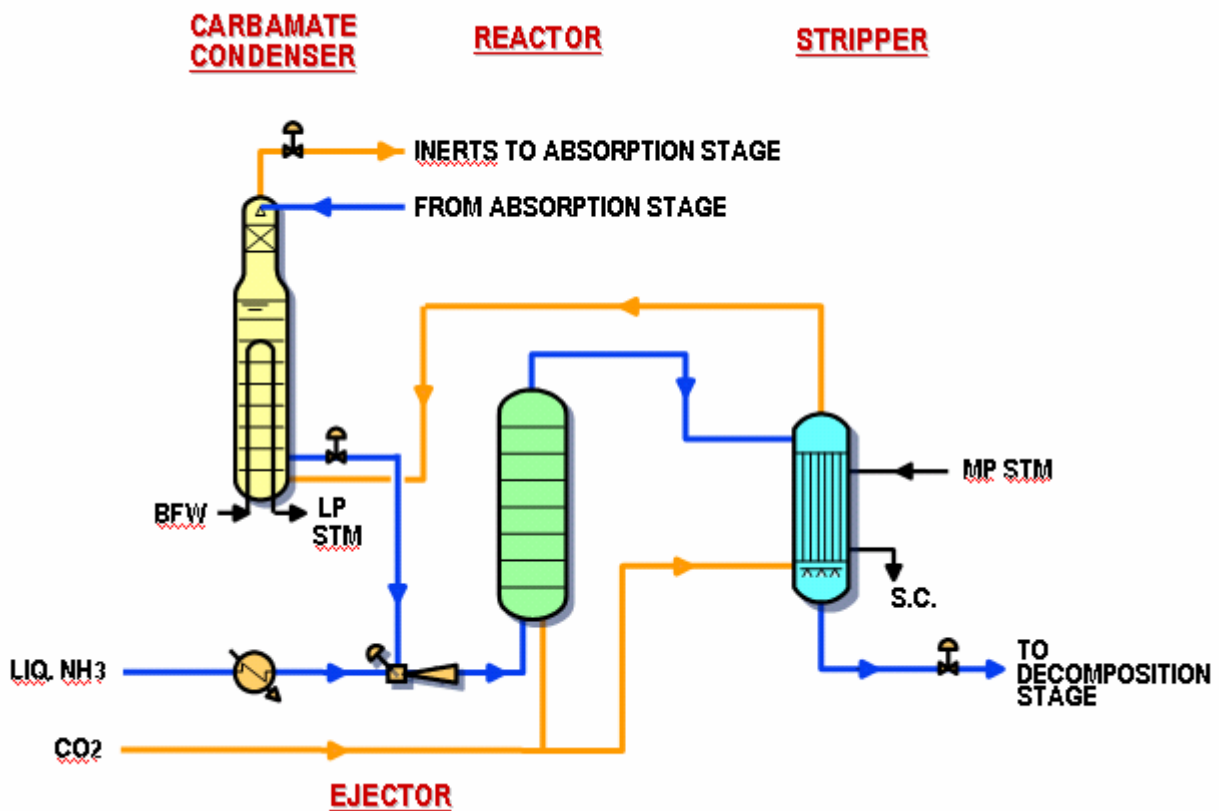 CARBAMATE
CONDENSER
REACTOR
STRIPPER
INERTS TO ABSORPTION STAGE
FROM ABSORPTION STAGE
MP STM
BFW
LP
STM
S.C.
LIQ. NH3
TO
DECOMPOSITION
STAGE
CO2
EJECTOR